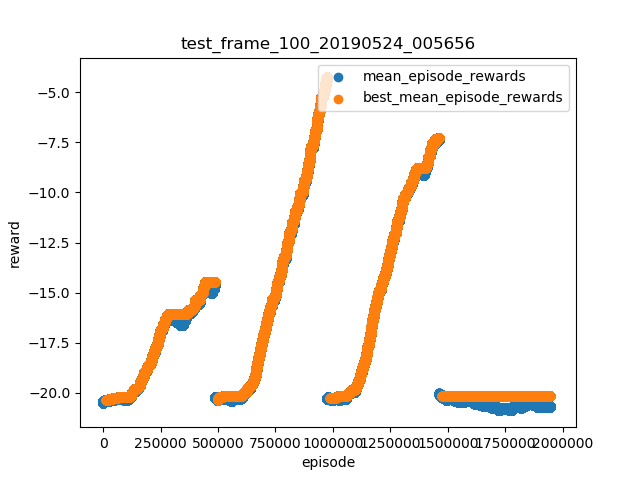 test_frame_100_20190524_005656
mean_episode_rewards
best_mean_episode_rewards
reward
−5.0
−7.5
−10.0
−12.5
−15.0
−17.5
−20.0
0 250000 500000 750000 1000000 1250000 1500000 1750000 2000000
episode